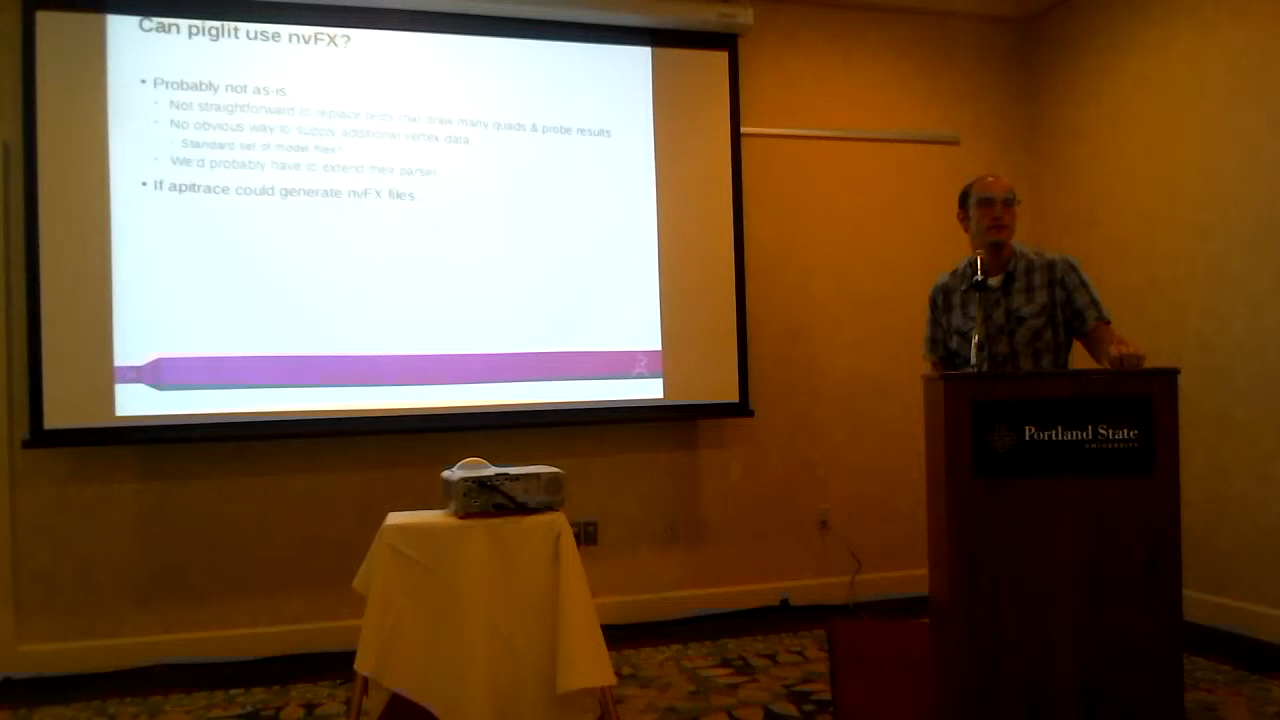 Can piglit use nvFX?
• Probably not as-is
Not straightforward to replace tests that draw many quads & probe results
No obvious way to supply additional vertex data
Standard set of model files?
We'd probably have to extend their parser
• If apitrace could generate nvFX files
Portland State
UNIVERSITY